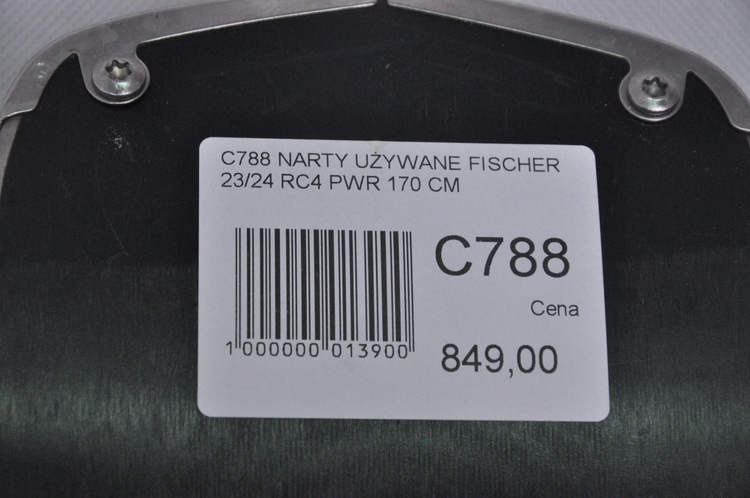 C788 NARTY UŻYWANE FISCHER
23/24 RC4 PWR 170 CM
C788
Cena
1 000000 013900
849,00